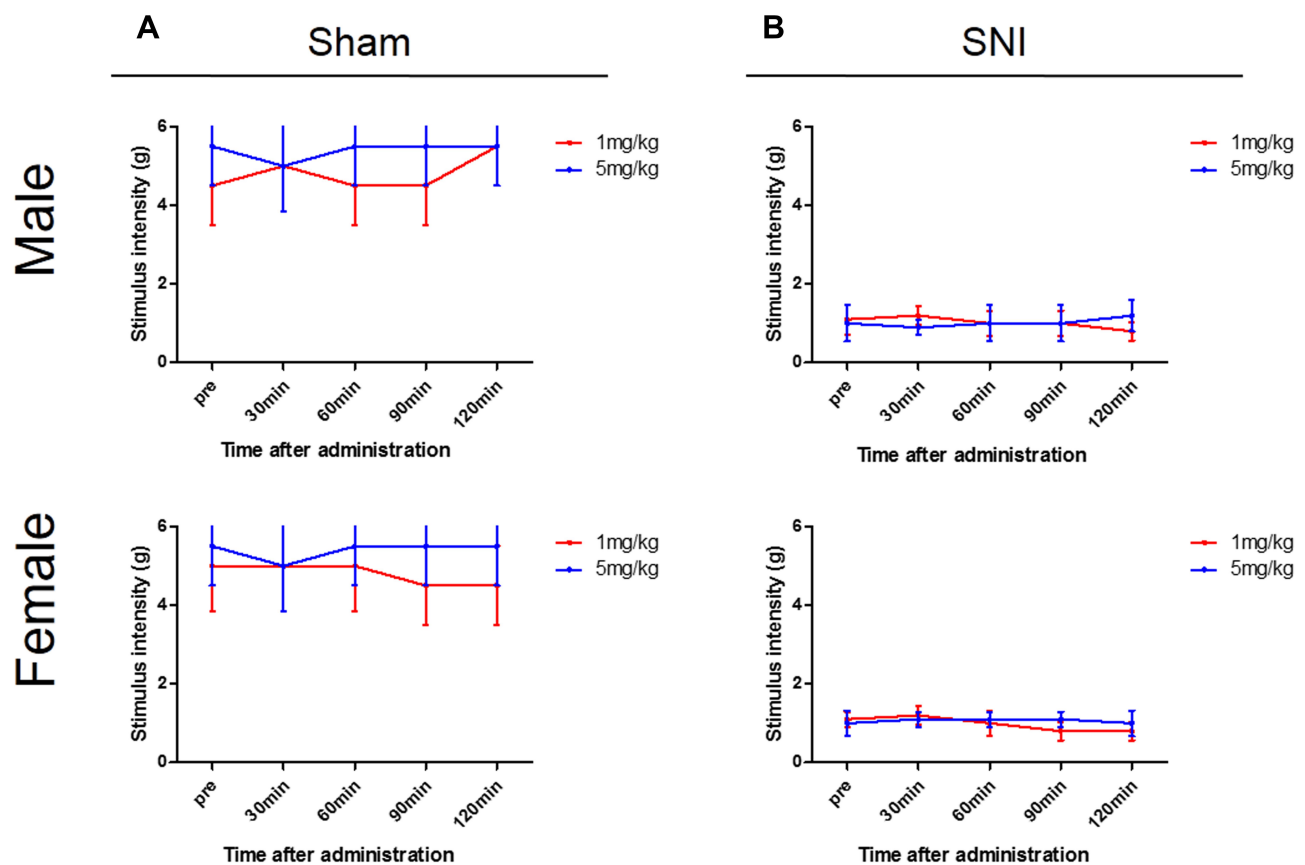 A
Sham
B
SNI
Male
Stimulus intensity (g)
6
4
2
0
pre
30min
60min
90min
120min
Time after administration
1mg/kg
5mg/kg
Stimulus intensity (g)
6
4
2
0
pre
30min
60min
90min
120min
Time after administration
1mg/kg
5mg/kg
Female
Stimulus intensity (g)
6
4
2
0
pre
30min
60min
90min
120min
Time after administration
1mg/kg
5mg/kg
Stimulus intensity (g)
6
4
2
0
pre
30min
60min
90min
120min
Time after administration
1mg/kg
5mg/kg